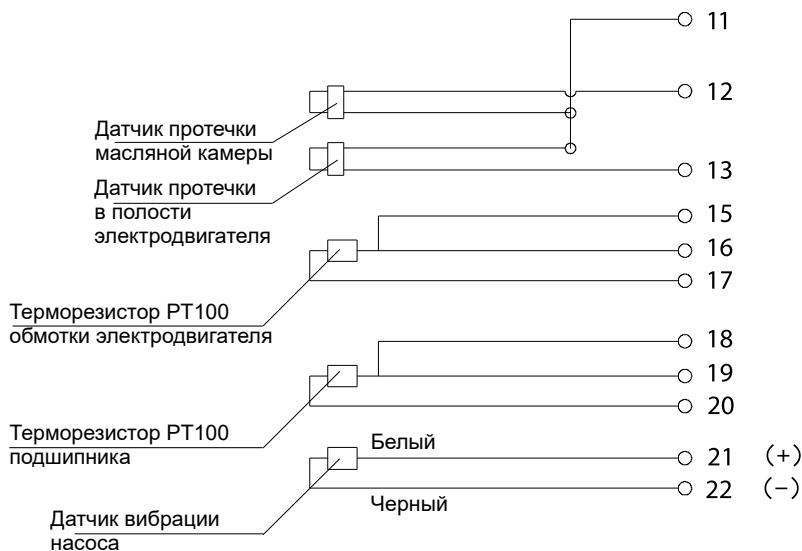 11
12
Датчик протечки
масляной камеры
13
Датчик протечки
в полости
электродвигателя
15
16
17
Терморезистор PT100
обмотки электродвигателя
18
19
20
Терморезистор PT100
подшипника
Белый
21 (+)
22 (−)
Черный
Датчик вибрации
насоса